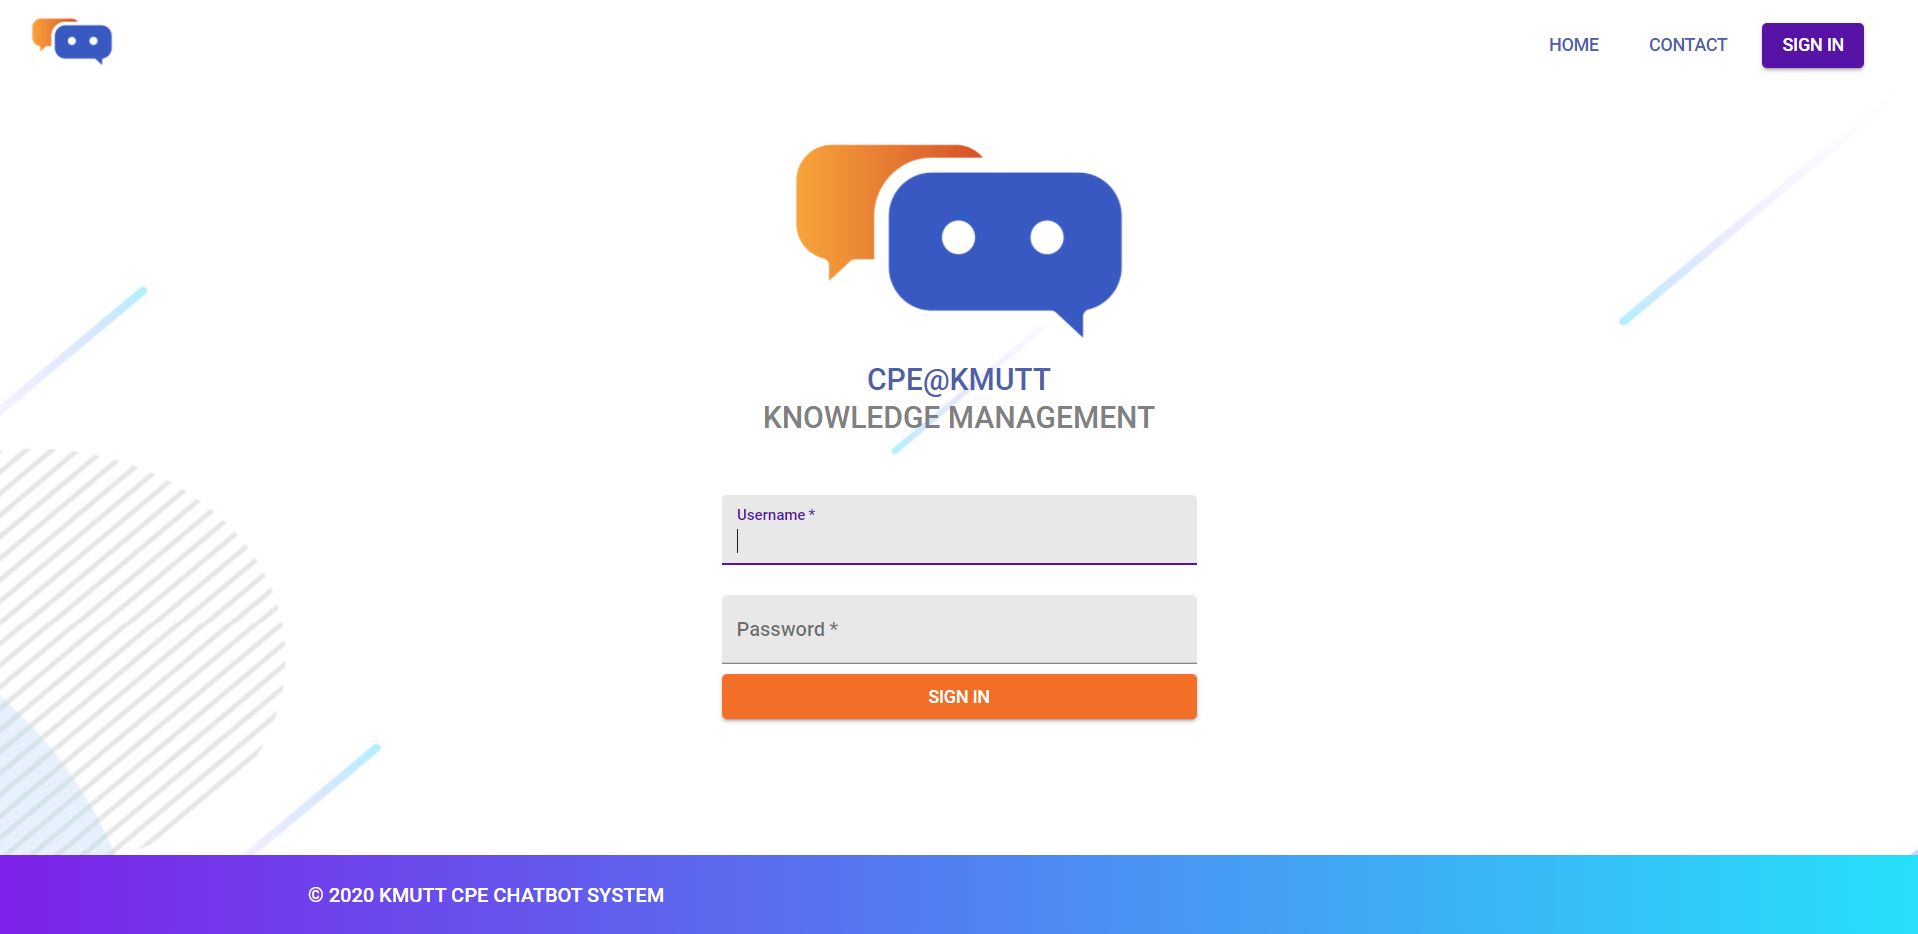 HOME
CONTACT
SIGN IN
CPE@KMUTT
KNOWLEDGE MANAGEMENT
Username *
Password *
SIGN IN
© 2020 KMUTT CPE CHATBOT SYSTEM